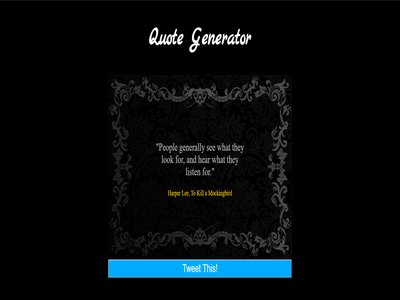 Quote Generator
"People generally see what they
look for, and hear what they
listen for."
Harper Lee, To Kill a Mockingbird
Tweet This!